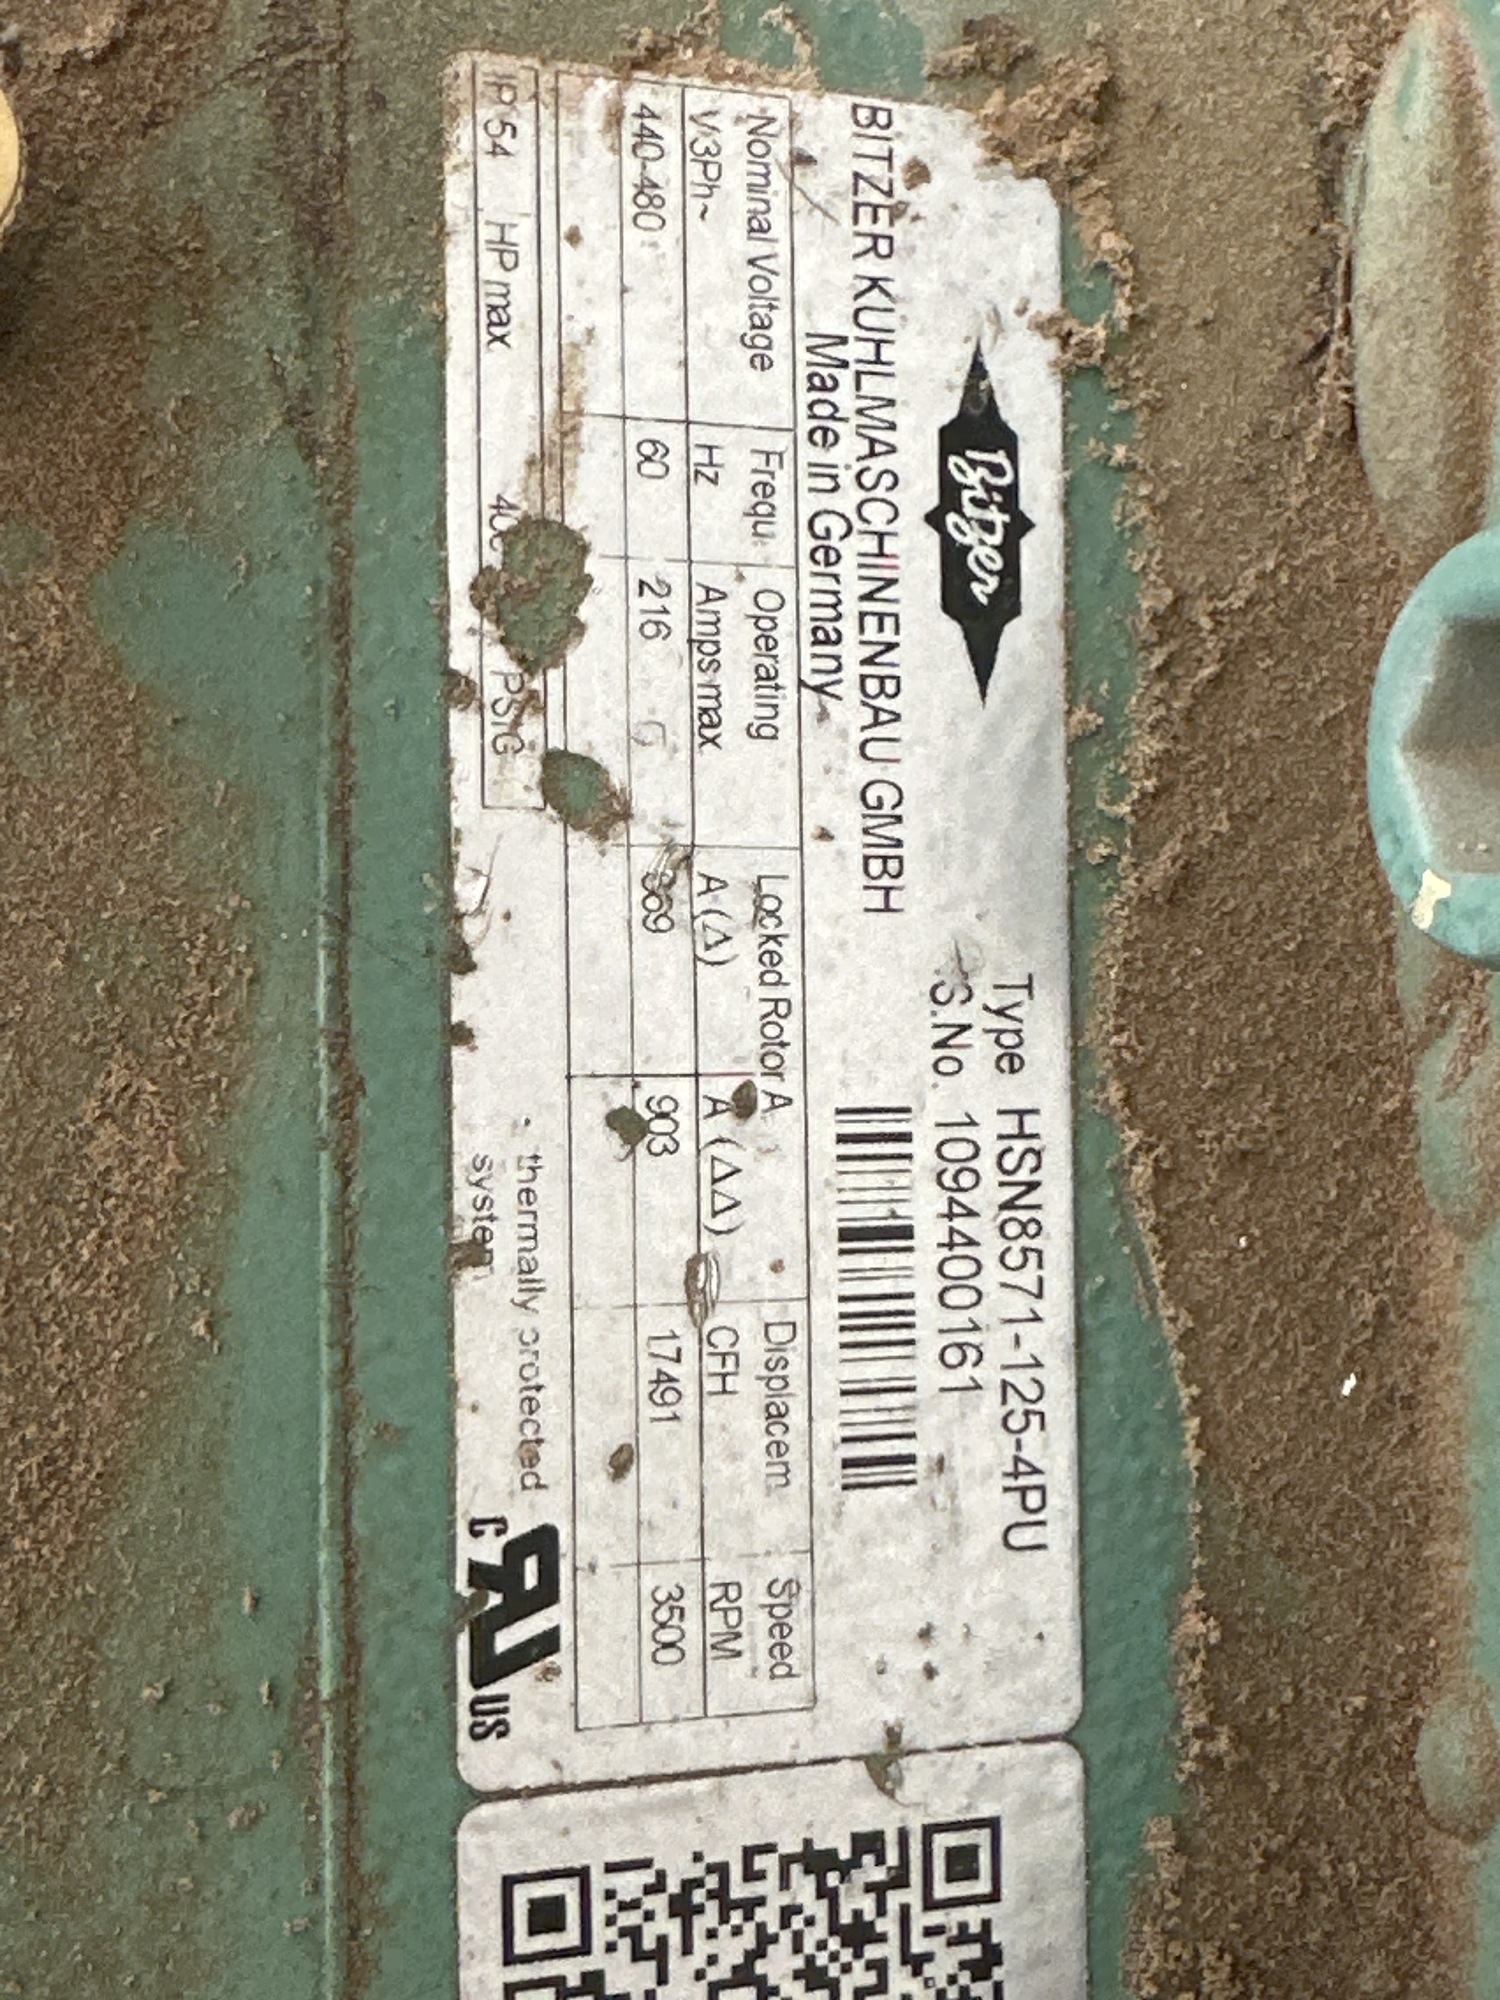 Bitzer
Type HSN8571-125-4PU
S.No. 1094400161
BITZER KUHLMASCHINENBAU GMBH
Made in Germany
Nominal Voltage Frequ. Operating Locked Rotor A Displacem Speed
V3Ph~ Hz Amps max A (Δ) A (ΔΔ) CFH RPM
440-480 60 216 903 17491 3500
IP 54 HP max. PSIG
thermally protected
system
C US